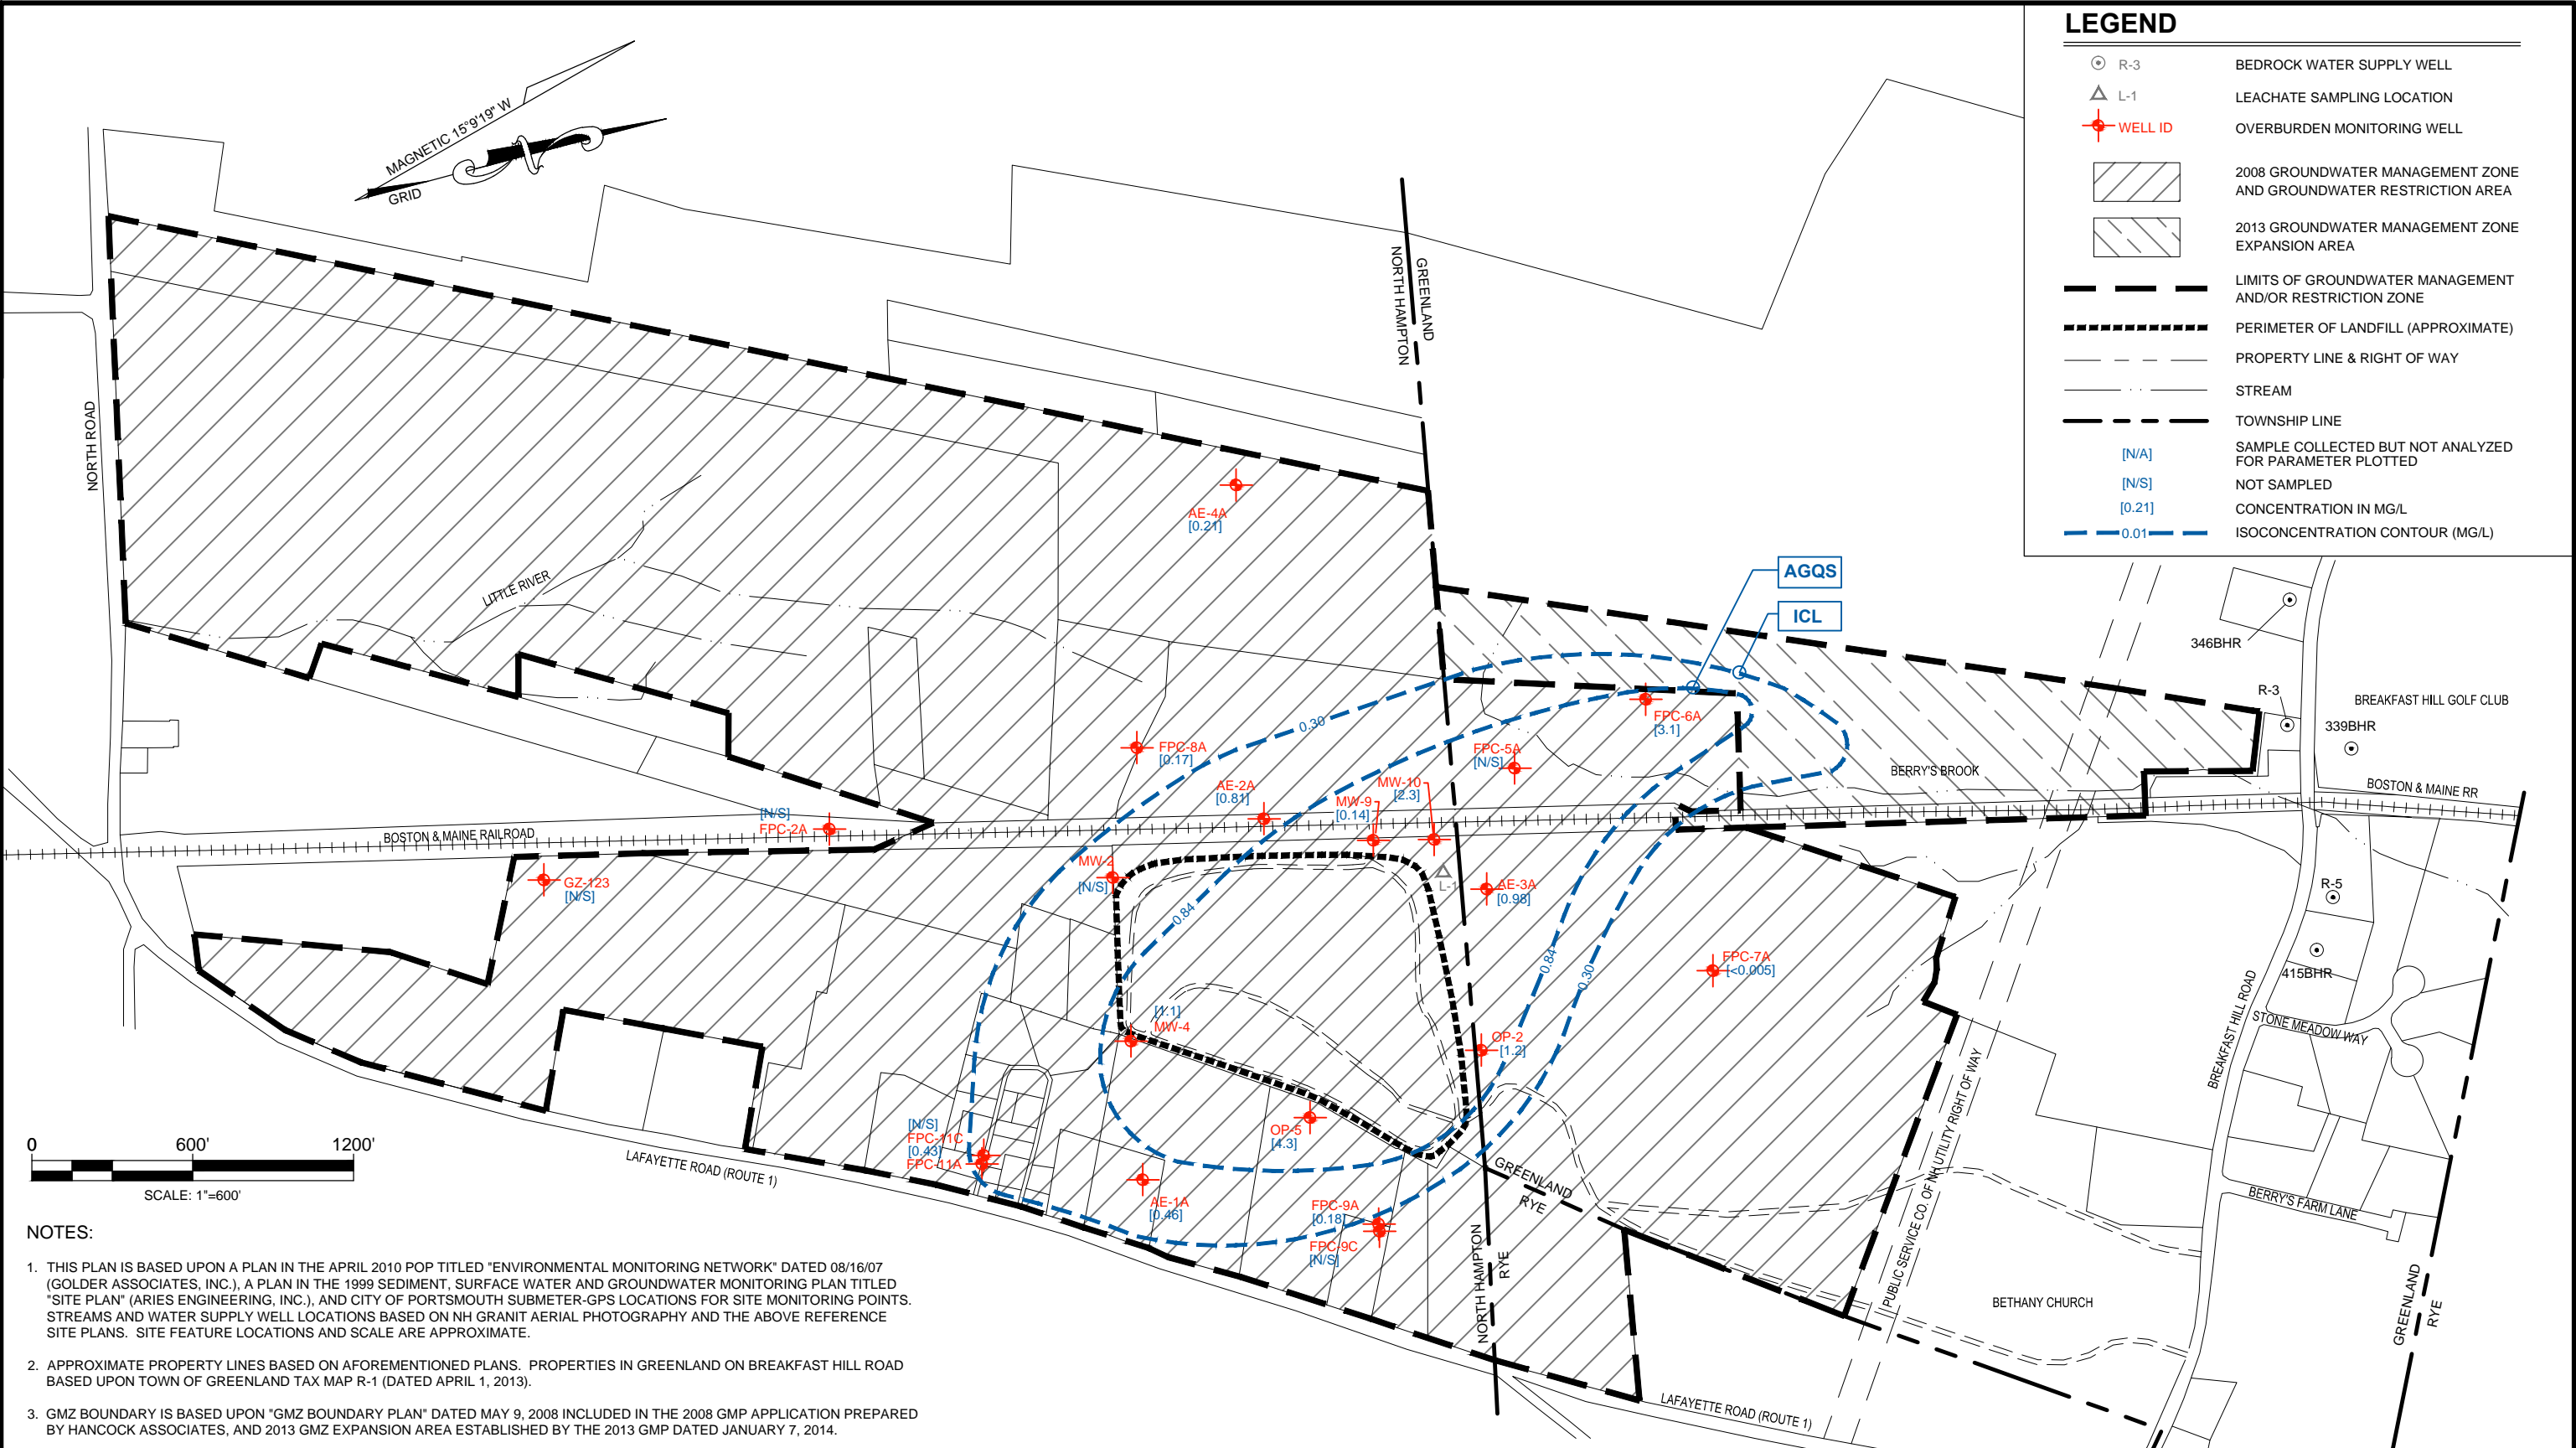 LEGEND
R-3 BEDROCK WATER SUPPLY WELL
L-1 LEACHATE SAMPLING LOCATION
WELL ID OVERBURDEN MONITORING WELL
2008 GROUNDWATER MANAGEMENT ZONE
AND GROUNDWATER RESTRICTION AREA
2013 GROUNDWATER MANAGEMENT ZONE
EXPANSION AREA
LIMITS OF GROUNDWATER MANAGEMENT
AND/OR RESTRICTION ZONE
PERIMETER OF LANDFILL (APPROXIMATE)
PROPERTY LINE & RIGHT OF WAY
STREAM
TOWNSHIP LINE
[N/A] SAMPLE COLLECTED BUT NOT ANALYZED
FOR PARAMETER PLOTTED
[N/S] NOT SAMPLED
[0.21] CONCENTRATION IN MG/L
0.01 ISOCONCENTRATION CONTOUR (MG/L)
MAGNETIC 15°9'19" W
GRID
N
NORTH ROAD
NORTH HAMPTON
GREENLAND
AE-4A
[0.21]
LITTLE RIVER
AGQS
ICL
346BHR
R-3
BREAKFAST HILL GOLF CLUB
339BHR
0.30
FPC-6A
[3.1]
FPC-8A
[0.17]
FPC-5A
[N/S]
BERRY'S BROOK
AE-2A
[0.81]
MW-10
[2.3]
MW-9
[0.14]
BOSTON & MAINE RR
[N/S]
FPC-2A
BOSTON & MAINE RAILROAD
MW-2
[N/S]
GZ-123
[N/S]
L-1
AE-3A
[0.98]
R-5
0.84
0.84
0.30
FPC-7A
[<0.005]
415BHR
[1.1]
MW-4
OP-2
[1.2]
STONE MEADOW WAY
BREAKFAST HILL ROAD
PUBLIC SERVICE CO. OF NH UTILITY RIGHT OF WAY
[N/S]
FPC-11C
[0.43]
FPC-11A
OP-5
[4.3]
LAFAYETTE ROAD (ROUTE 1)
GREENLAND
RYE
AE-1A
[0.46]
FPC-9A
[0.18]
FPC-9C
[N/S]
NORTH HAMPTON
RYE
BERRY'S FARM LANE
BETHANY CHURCH
GREENLAND
RYE
LAFAYETTE ROAD (ROUTE 1)
0 600' 1200'
SCALE: 1"=600'
NOTES:
1. THIS PLAN IS BASED UPON A PLAN IN THE APRIL 2010 POP TITLED "ENVIRONMENTAL MONITORING NETWORK" DATED 08/16/07
(GOLDER ASSOCIATES, INC.), A PLAN IN THE 1999 SEDIMENT, SURFACE WATER AND GROUNDWATER MONITORING PLAN TITLED
"SITE PLAN" (ARIES ENGINEERING, INC.), AND CITY OF PORTSMOUTH SUBMETER-GPS LOCATIONS FOR SITE MONITORING POINTS.
STREAMS AND WATER SUPPLY WELL LOCATIONS BASED ON NH GRANIT AERIAL PHOTOGRAPHY AND THE ABOVE REFERENCE
SITE PLANS. SITE FEATURE LOCATIONS AND SCALE ARE APPROXIMATE.
2. APPROXIMATE PROPERTY LINES BASED ON AFOREMENTIONED PLANS. PROPERTIES IN GREENLAND ON BREAKFAST HILL ROAD
BASED UPON TOWN OF GREENLAND TAX MAP R-1 (DATED APRIL 1, 2013).
3. GMZ BOUNDARY IS BASED UPON "GMZ BOUNDARY PLAN" DATED MAY 9, 2008 INCLUDED IN THE 2008 GMP APPLICATION PREPARED
BY HANCOCK ASSOCIATES, AND 2013 GMZ EXPANSION AREA ESTABLISHED BY THE 2013 GMP DATED JANUARY 7, 2014.